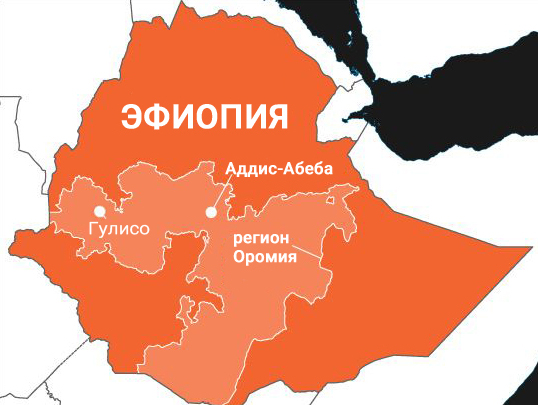 ЭФИОПИЯ
Аддис-Абеба
Гулисо
регион
Оромия